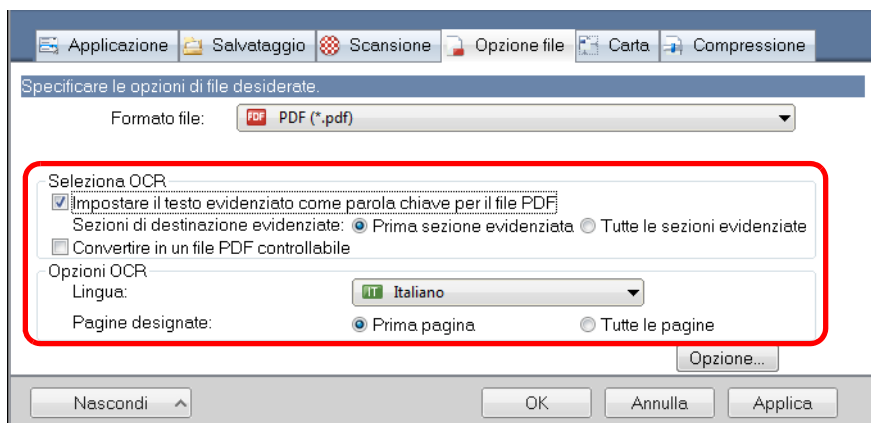 Applicazione Salvataggio Scansione Opzione file Carta Compressione
Specificare le opzioni di file desiderate.
Formato file: PDF PDF (*.pdf)
Seleziona OCR
Impostare il testo evidenziato come parola chiave per il file PDF
Sezioni di destinazione evidenziate: Prima sezione evidenziata Tutte le sezioni evidenziate
Convertire in un file PDF controllabile
Opzioni OCR
Lingua: IT Italiano
Pagine designate: Prima pagina Tutte le pagine
Opzione...
Nascondi OK Annulla Applica